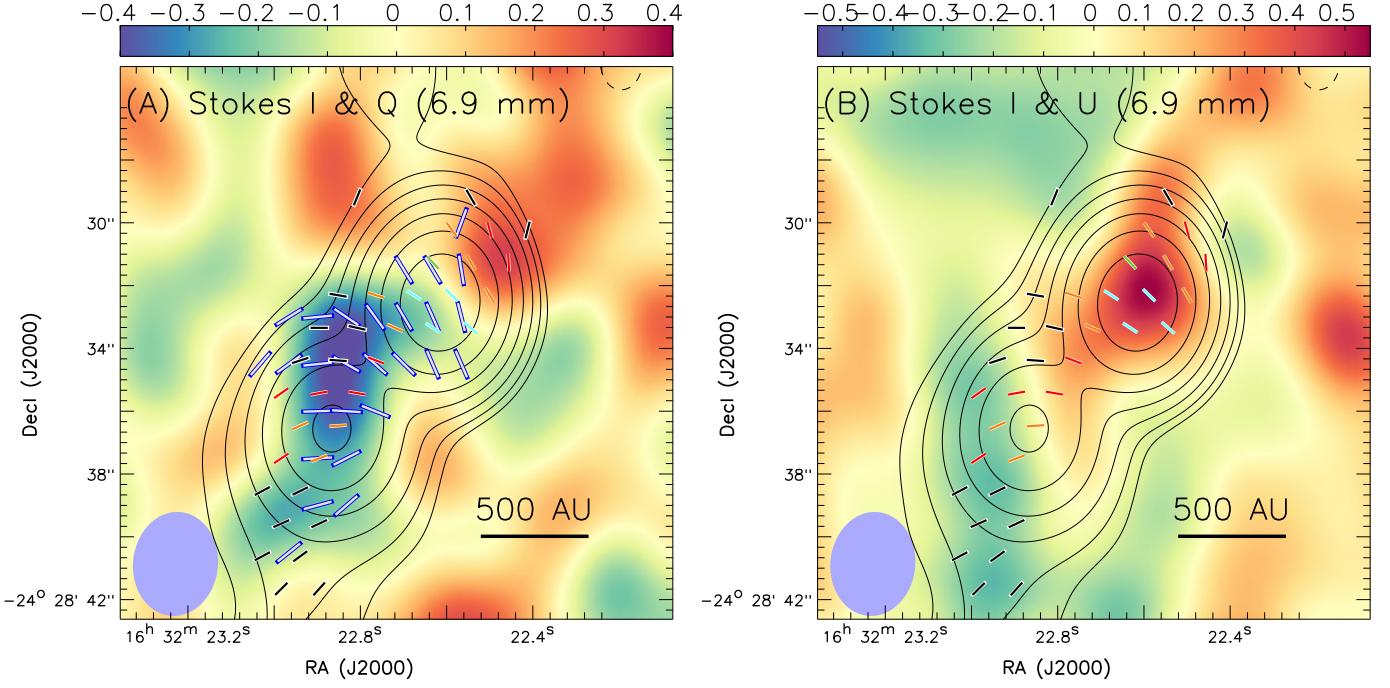 −0.4 −0.3 −0.2 −0.1 0 0.1 0.2 0.3 0.4
(A) Stokes I & Q (6.9 mm)
30''
34''
38''
−24° 28' 42''
Decl (J2000)
500 AU
16h 32m 23.2s 22.8s 22.4s
RA (J2000)
−0.5 −0.4 −0.3 −0.2 −0.1 0 0.1 0.2 0.3 0.4 0.5
(B) Stokes I & U (6.9 mm)
30''
34''
38''
−24° 28' 42''
Decl (J2000)
500 AU
16h 32m 23.2s 22.8s 22.4s
RA (J2000)